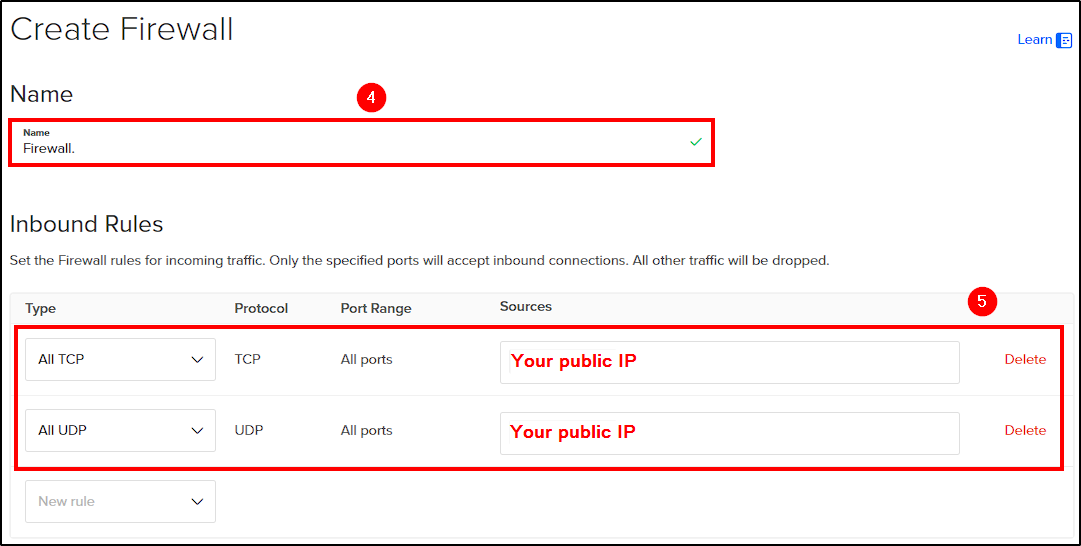 Create Firewall
Learn
Name
4
Name
Firewall.
Inbound Rules
Set the Firewall rules for incoming traffic. Only the specified ports will accept inbound connections. All other traffic will be dropped.
5
Type Protocol Port Range Sources
All TCP TCP All ports Your public IP Delete
All UDP UDP All ports Your public IP Delete
New rule